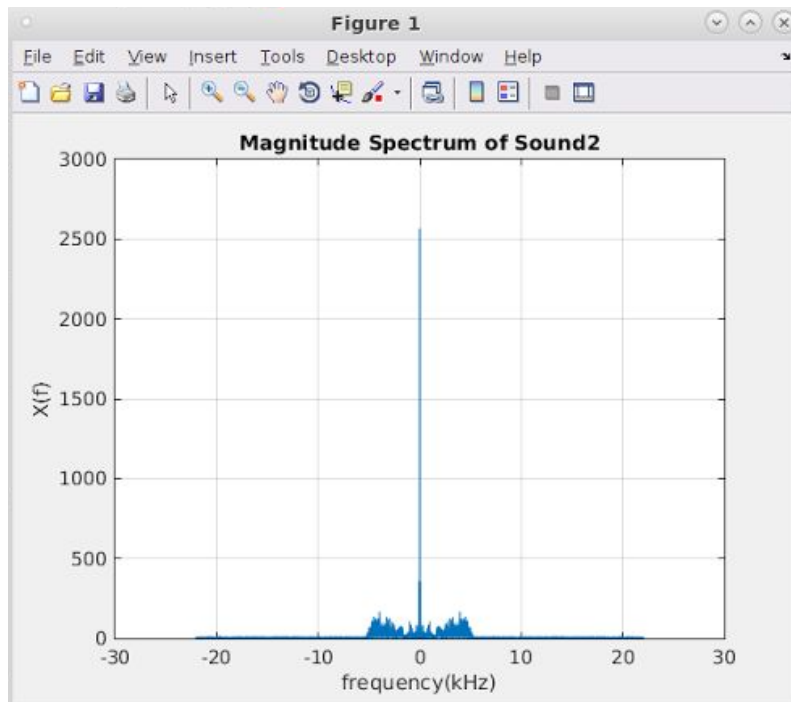 Figure 1
File Edit View Insert Tools Desktop Window Help
Magnitude Spectrum of Sound2
3000
2500
2000
1500
1000
500
0
X(f)
-30 -20 -10 0 10 20 30
frequency(kHz)